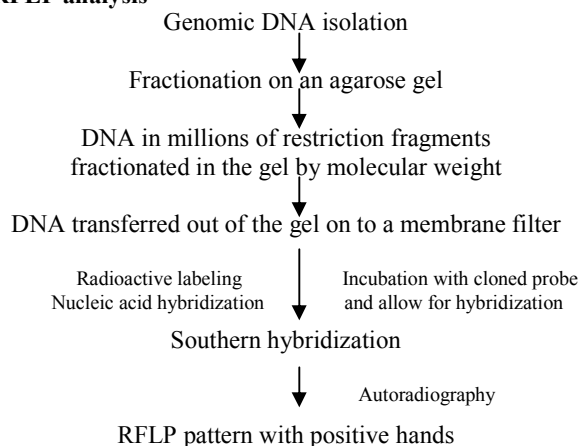 Genomic DNA isolation
Fractionation on an agarose gel
DNA in millions of restriction fragments
fractionated in the gel by molecular weight
DNA transferred out of the gel on to a membrane filter
Radioactive labeling
Nucleic acid hybridization
Incubation with cloned probe
and allow for hybridization
Southern hybridization
Autoradiography
RFLP pattern with positive hands